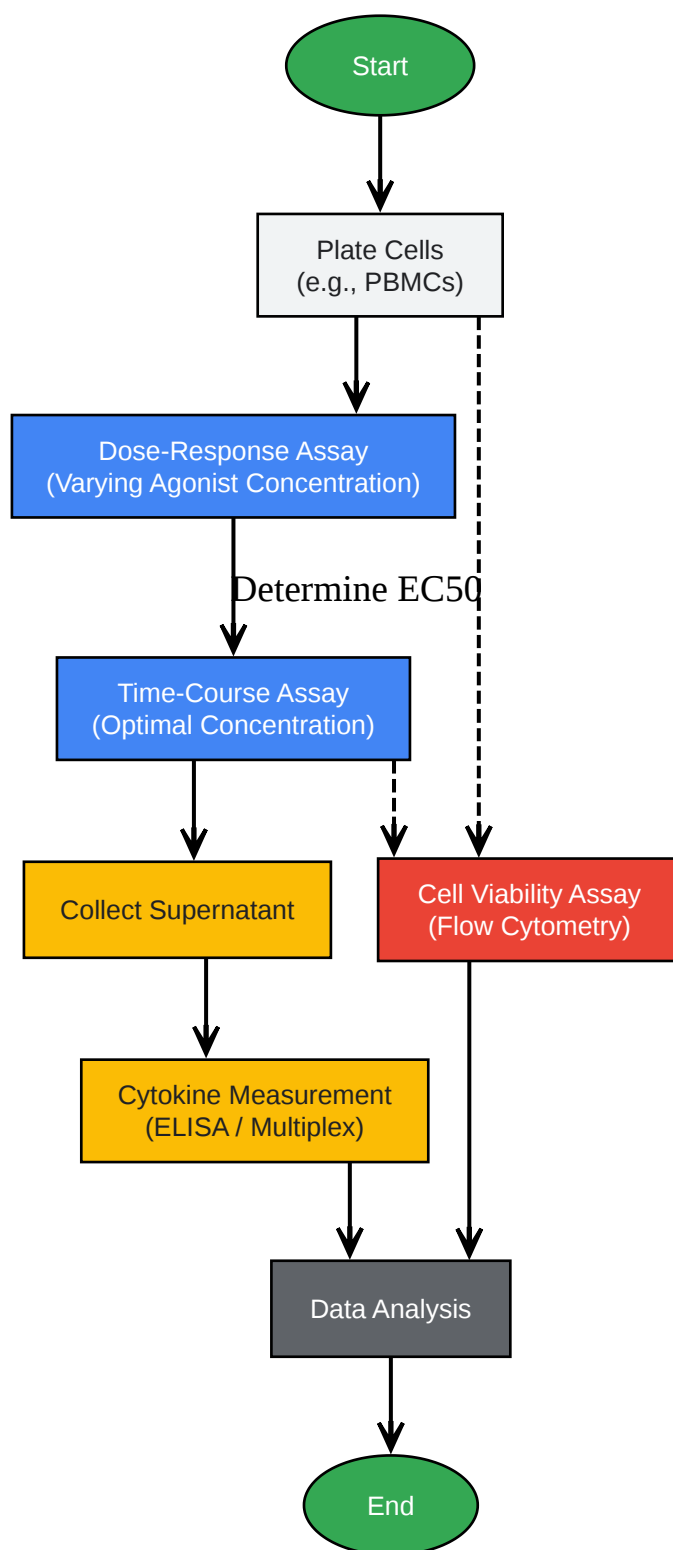 Start
Plate Cells
(e.g., PBMCs)
Dose-Response Assay
(Varying Agonist Concentration)
Determine EC50
Time-Course Assay
(Optimal Concentration)
Collect Supernatant
Cell Viability Assay
(Flow Cytometry)
Cytokine Measurement
(ELISA / Multiplex)
Data Analysis
End